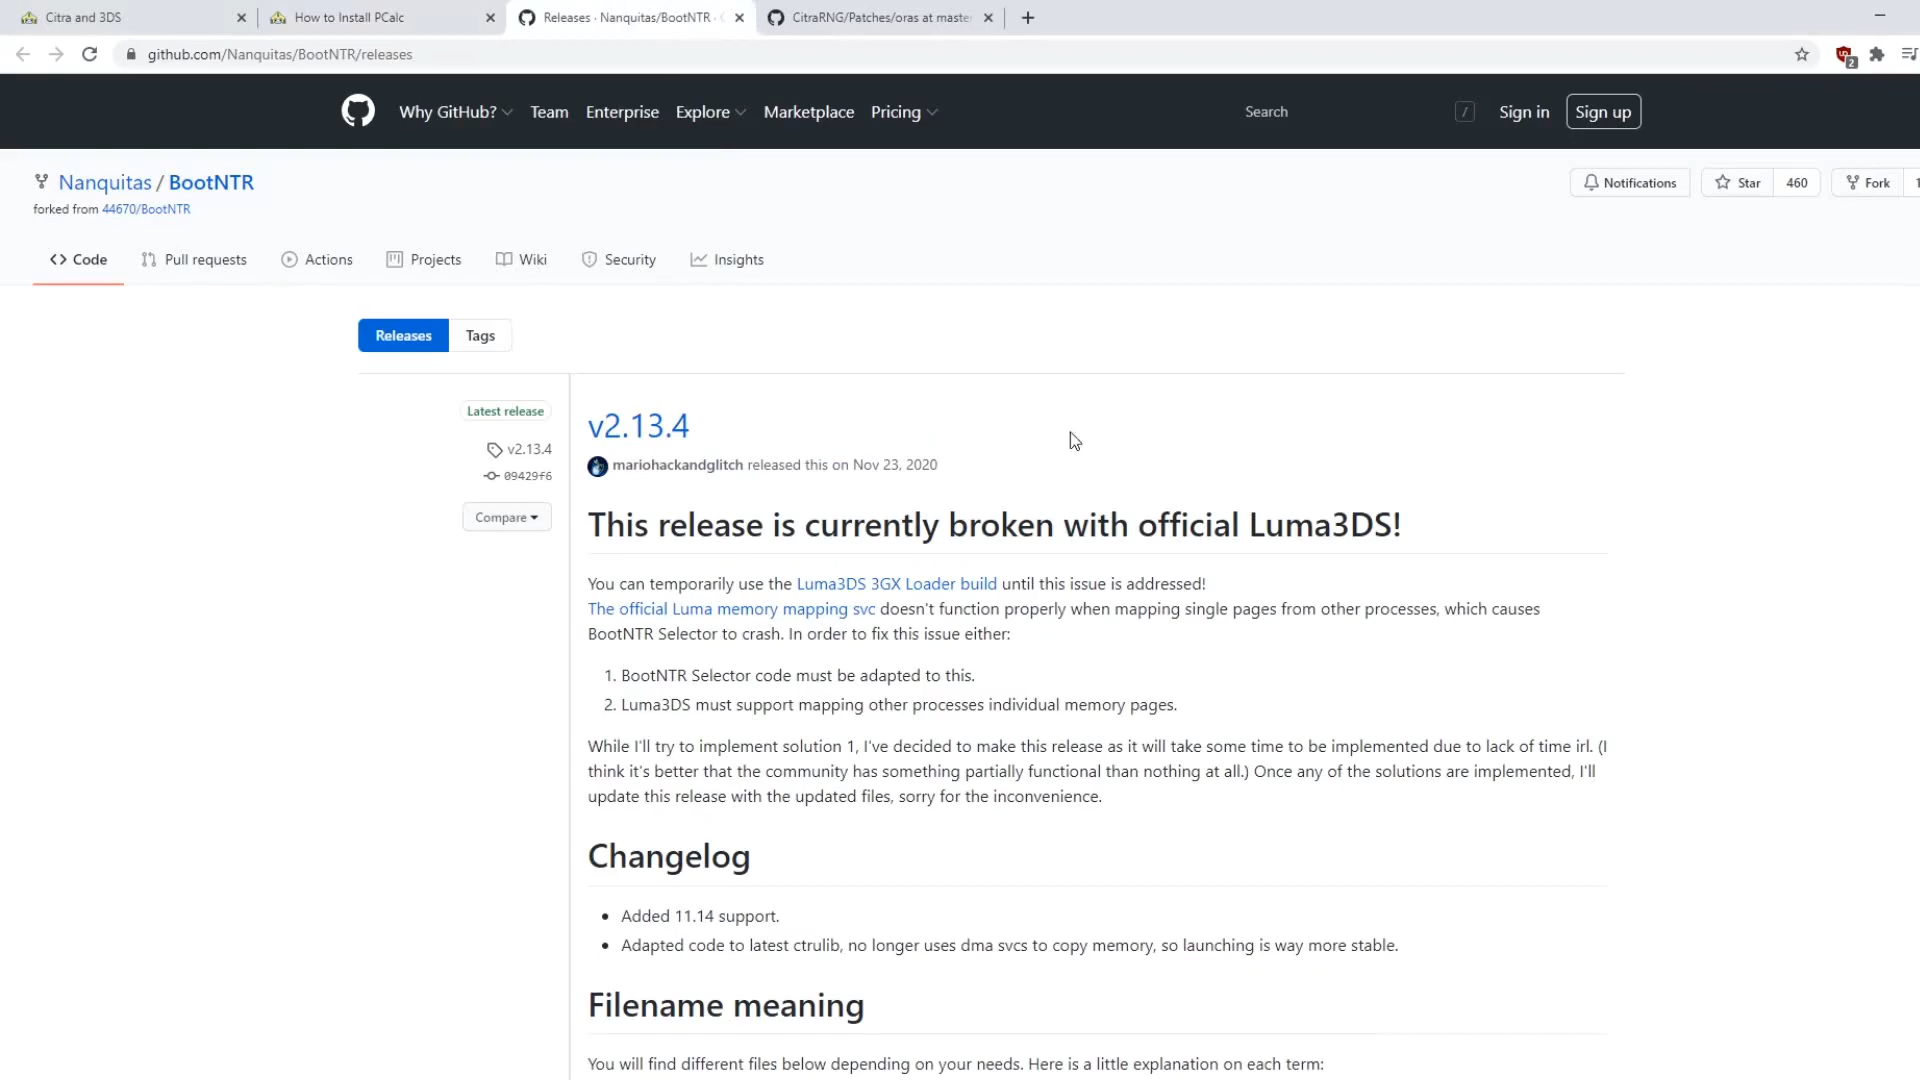 Citra and 3DS
How to Install PCalc
Releases · Nanquitas/BootNTR ·
CitraRNG/Patches/oras at maste
github.com/Nanquitas/BootNTR/releases
2
Why GitHub?
Team
Enterprise
Explore
Marketplace
Pricing
Search
/
Sign in
Sign up
Nanquitas / BootNTR
forked from 44670/BootNTR
Notifications
Star 460
Fork 1
Code
Pull requests
Actions
Projects
Wiki
Security
Insights
Releases
Tags
Latest release
v2.13.4
09429f6
Compare
v2.13.4
mariohackandglitch released this on Nov 23, 2020
This release is currently broken with official Luma3DS!
You can temporarily use the Luma3DS 3GX Loader build until this issue is addressed!
The official Luma memory mapping svc doesn't function properly when mapping single pages from other processes, which causes
BootNTR Selector to crash. In order to fix this issue either:
1. BootNTR Selector code must be adapted to this.
2. Luma3DS must support mapping other processes individual memory pages.
While I'll try to implement solution 1, I've decided to make this release as it will take some time to be implemented due to lack of time irl. (I
think it's better that the community has something partially functional than nothing at all.) Once any of the solutions are implemented, I'll
update this release with the updated files, sorry for the inconvenience.
Changelog
• Added 11.14 support.
• Adapted code to latest ctrulib, no longer uses dma svcs to copy memory, so launching is way more stable.
Filename meaning
You will find different files below depending on your needs. Here is a little explanation on each term: